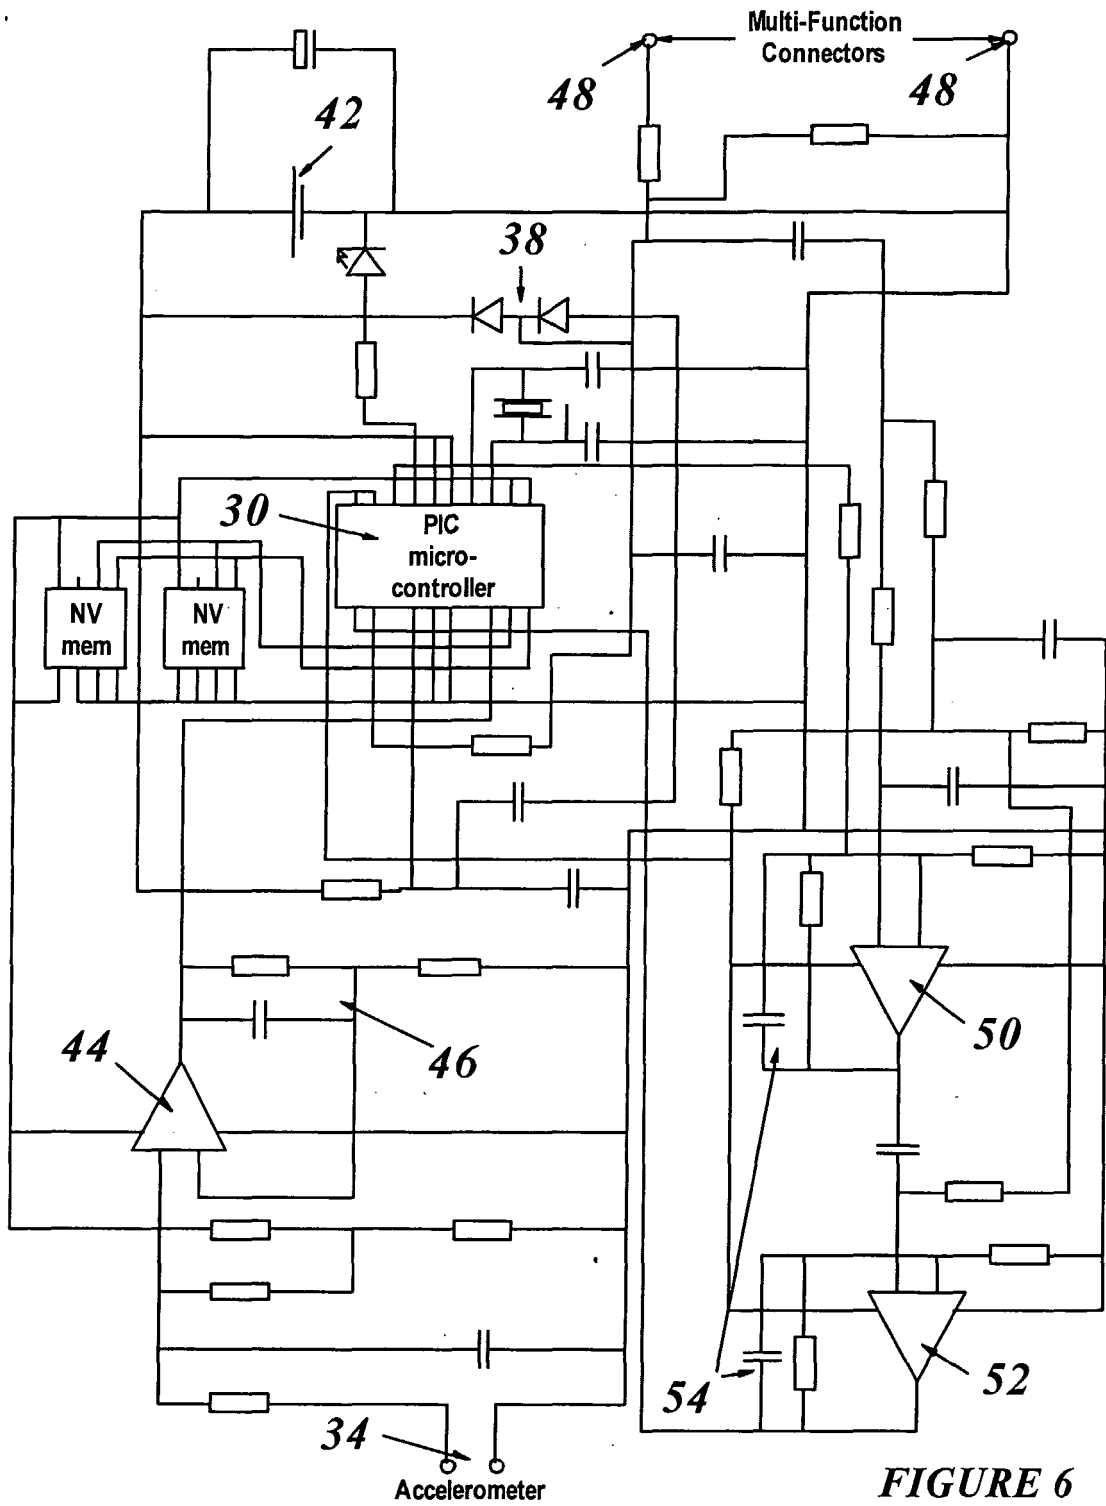 Multi-Function
Connectors
48
48
42
38
30
PIC
micro-
controller
NV
mem
NV
mem
50
44
46
54
52
34
Accelerometer
FIGURE 6